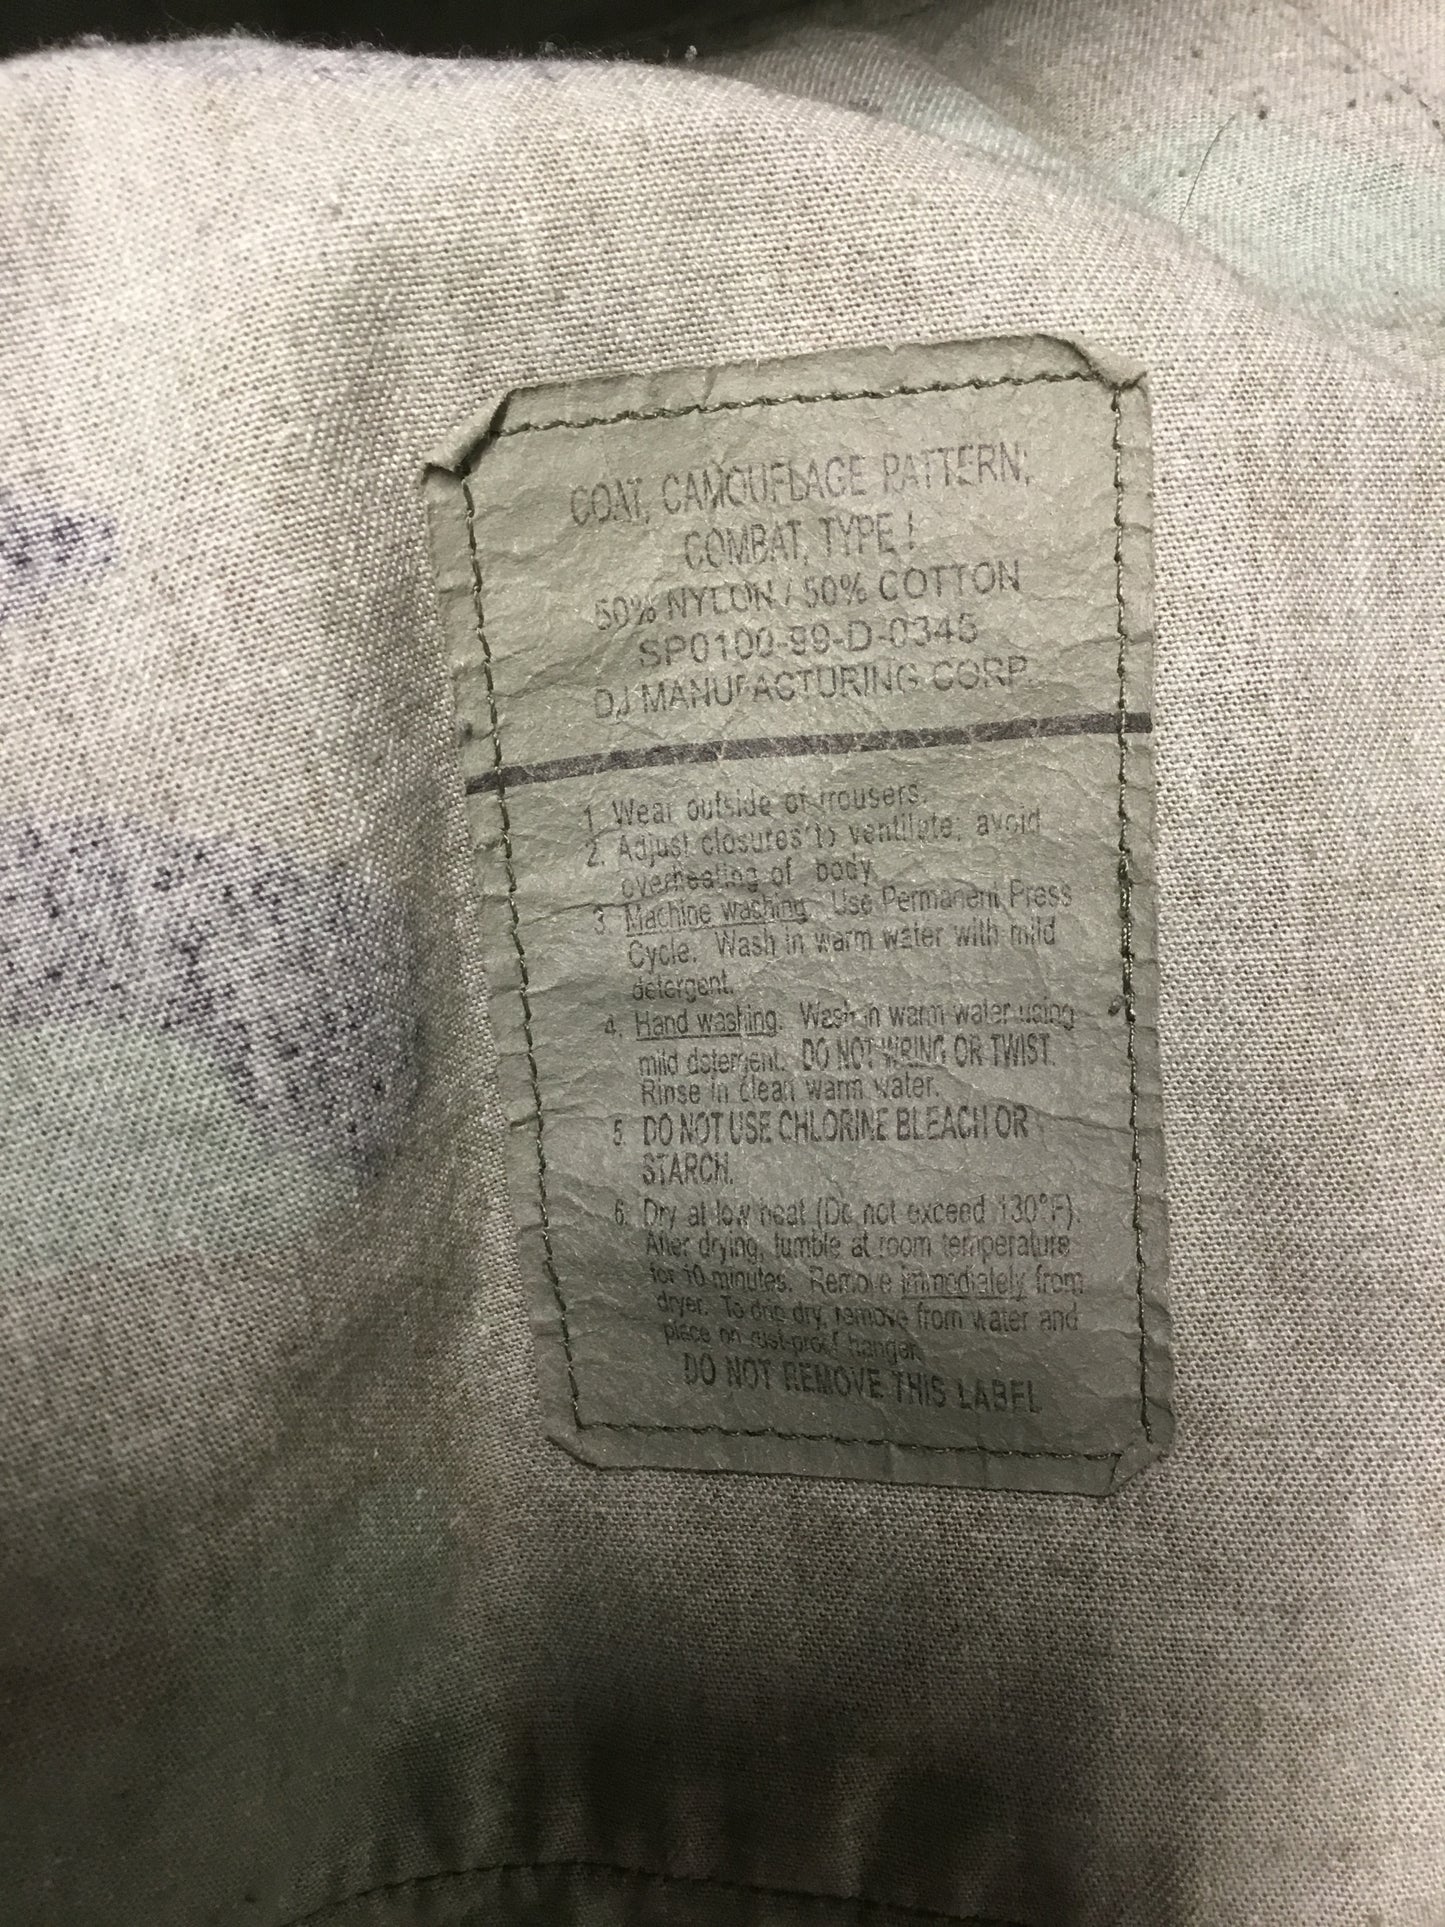 COAT, CAMOUFLAGE PATTERN,
COMBAT, TYPE I
50% NYLON / 50% COTTON
SP0100-99-D-0345
DJ MANUFACTURING CORP.
1. Wear outside of trousers.
2. Adjust closures to ventilate; avoid
overheating of body.
3. Machine washing. Use Permanent Press
Cycle. Wash in warm water with mild
detergent.
4. Hand washing. Wash in warm water using
mild detergent. DO NOT WRING OR TWIST.
Rinse in clean warm water.
5. DO NOT USE CHLORINE BLEACH OR
STARCH.
6. Dry at low heat (Do not exceed 130°F).
After drying, tumble at room temperature
for 10 minutes. Remove immediately from
dryer. To drip dry, remove from water and
place on rust-proof hanger.
DO NOT REMOVE THIS LABEL